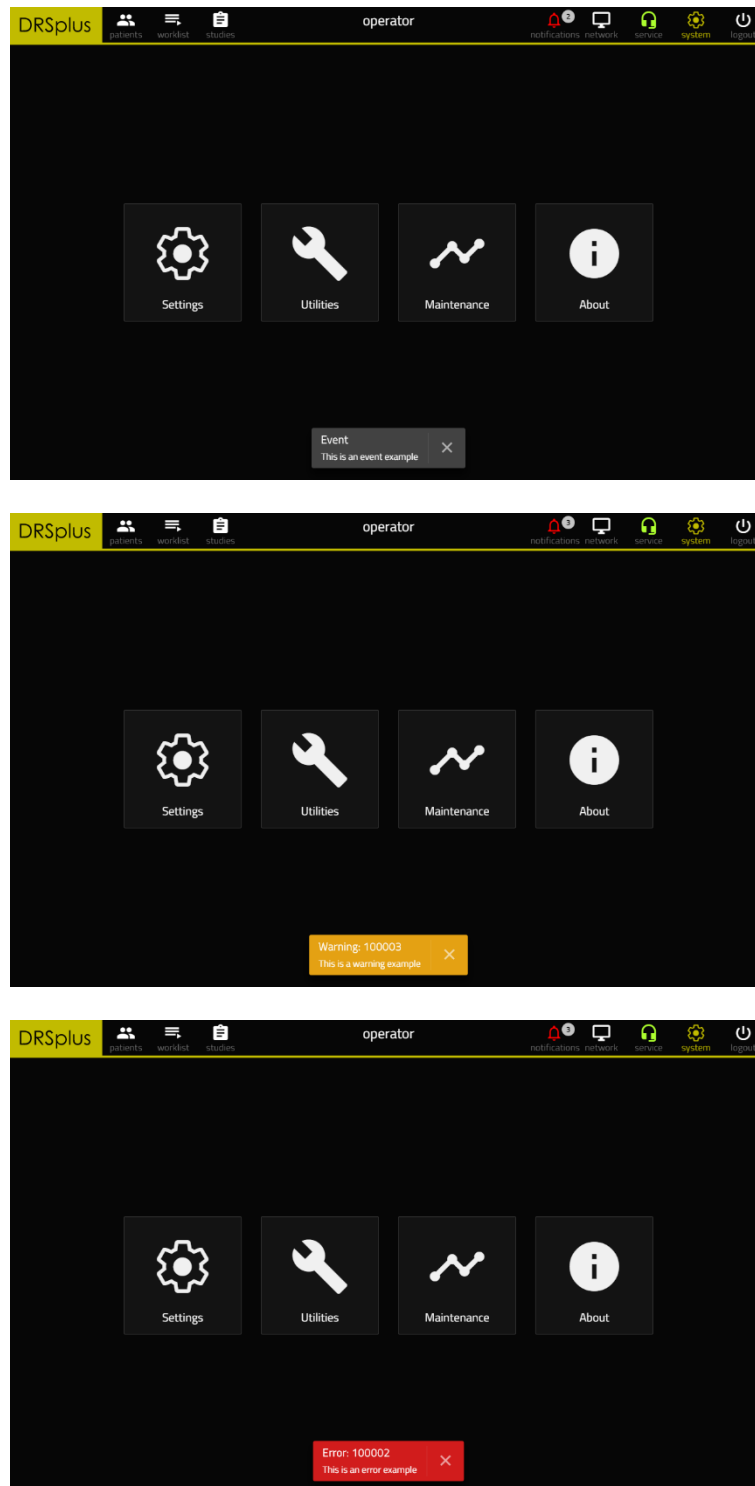 DRSplus patients worklist studies operator 2 notifications network service system logout
Settings Utilities Maintenance About
Event
This is an event example
DRSplus patients worklist studies operator 3 notifications network service system logout
Settings Utilities Maintenance About
Warning: 100003
This is a warning example
DRSplus patients worklist studies operator 3 notifications network service system logout
Settings Utilities Maintenance About
Error: 100002
This is an error example